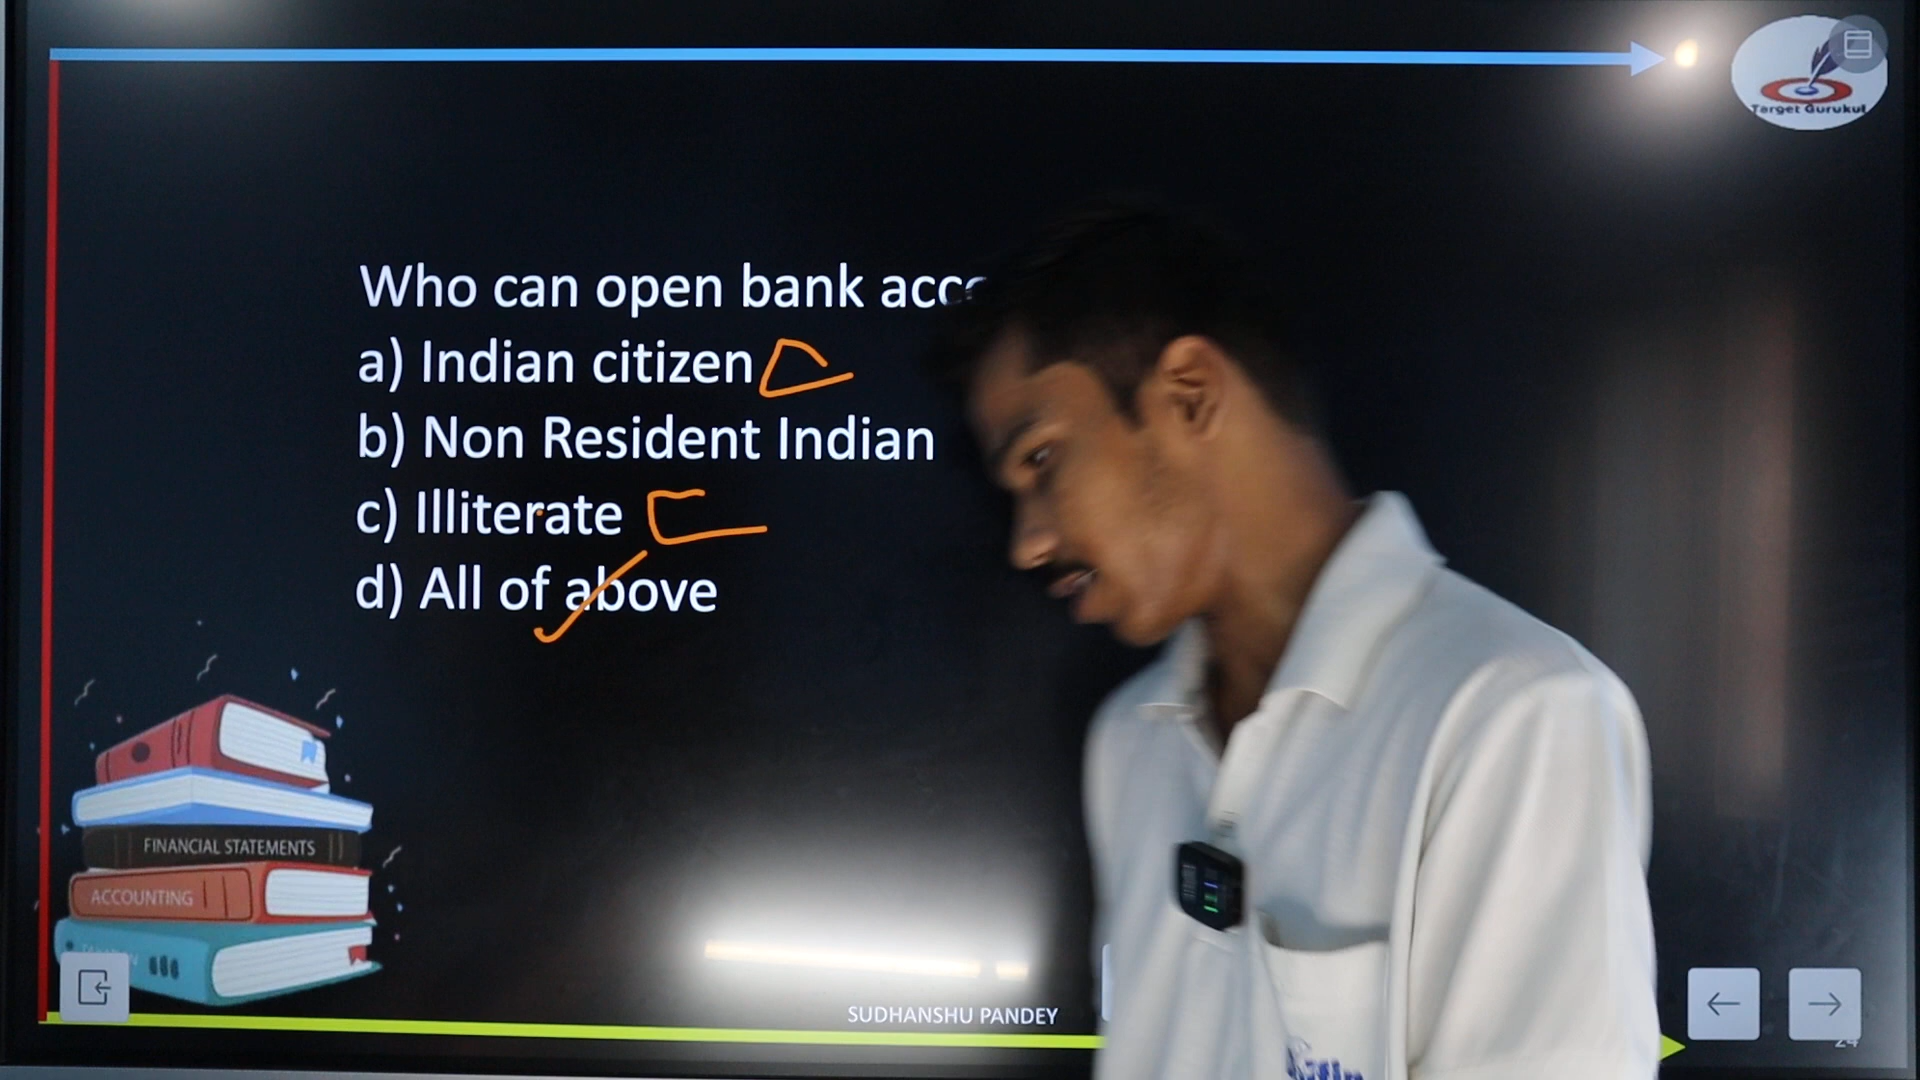 Target Gurukul
Who can open bank
a) Indian citizen
b) Non Resident Indian
c) Illiterate
d) All of above
FINANCIAL STATEMENTS
ACCOUNTING
SUDHANSHU PANDEY
24